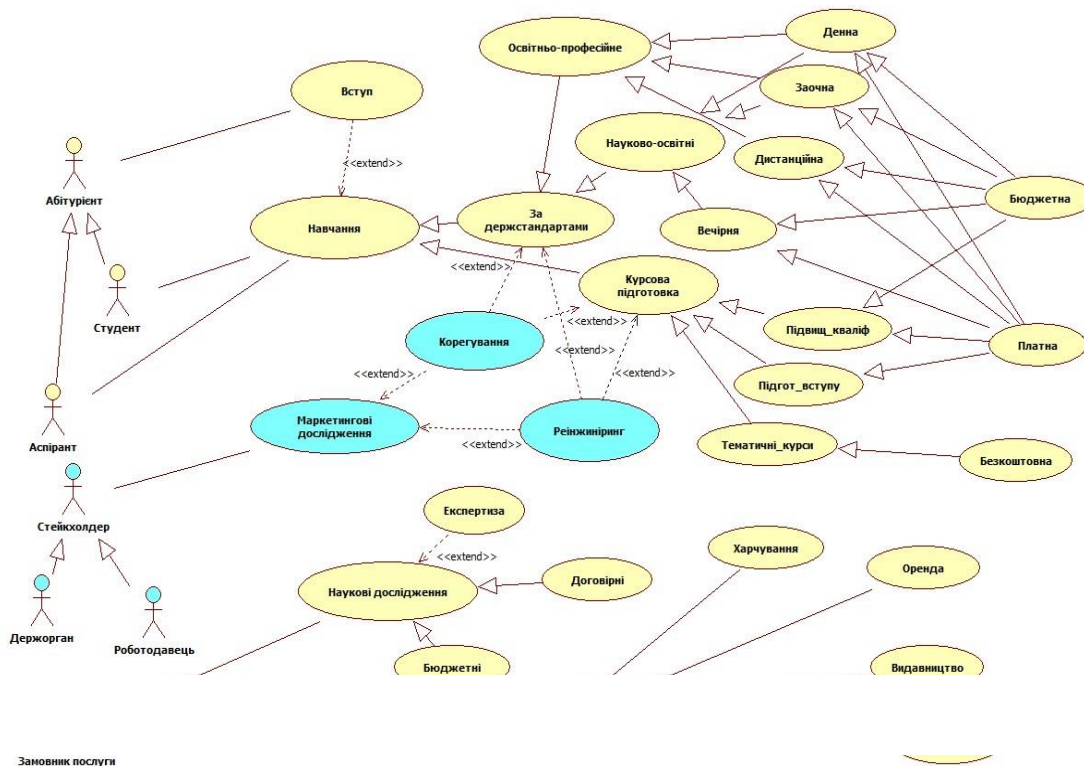 Освітньо-професійне
Денна
Вступ
Заочна
Науково-освітні
<<extend>>
Дистанційна
Абітурієнт
Бюджетна
Навчання
За
держстандартами
Вечірня
<<extend>>
Курсова
підготовка
Студент
Корегування
<<extend>>
Підвищ_кваліф
Платна
<<extend>>
<<extend>>
<<extend>>
Підгот_вступу
Аспірант
Маркетингові
дослідження
Реінжиніринг
<<extend>>
Тематичні_курси
Безкоштовна
Стейкхолдер
Експертиза
Харчування
<<extend>>
Оренда
Наукові дослідження
Договірні
Держорган
Роботодавець
Бюджетні
Видавництво
Замовник послуги